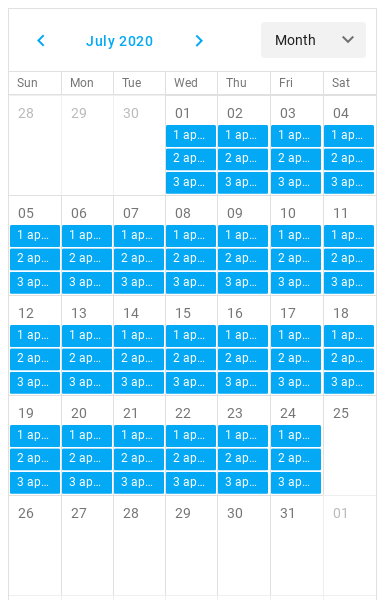 July 2020 Month
Sun Mon Tue Wed Thu Fri Sat
28 29 30 01 02 03 04
1 ap... 1 ap... 1 ap... 1 ap...
2 ap... 2 ap... 2 ap... 2 ap...
3 ap... 3 ap... 3 ap... 3 ap...
05 06 07 08 09 10 11
1 ap... 1 ap... 1 ap... 1 ap... 1 ap... 1 ap... 1 ap...
2 ap... 2 ap... 2 ap... 2 ap... 2 ap... 2 ap... 2 ap...
3 ap... 3 ap... 3 ap... 3 ap... 3 ap... 3 ap... 3 ap...
12 13 14 15 16 17 18
1 ap... 1 ap... 1 ap... 1 ap... 1 ap... 1 ap... 1 ap...
2 ap... 2 ap... 2 ap... 2 ap... 2 ap... 2 ap... 2 ap...
3 ap... 3 ap... 3 ap... 3 ap... 3 ap... 3 ap... 3 ap...
19 20 21 22 23 24 25
1 ap... 1 ap... 1 ap... 1 ap... 1 ap... 1 ap...
2 ap... 2 ap... 2 ap... 2 ap... 2 ap... 2 ap...
3 ap... 3 ap... 3 ap... 3 ap... 3 ap... 3 ap...
26 27 28 29 30 31 01